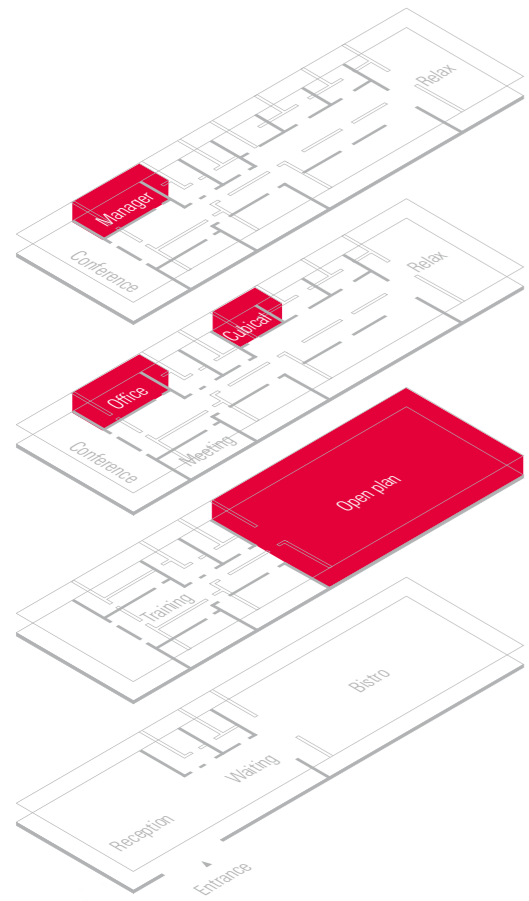 Relax
Manager
Conference
Relax
Cubical
Office
Conference
Meeting
Open plan
Training
Bistro
Waiting
Reception
Entrance